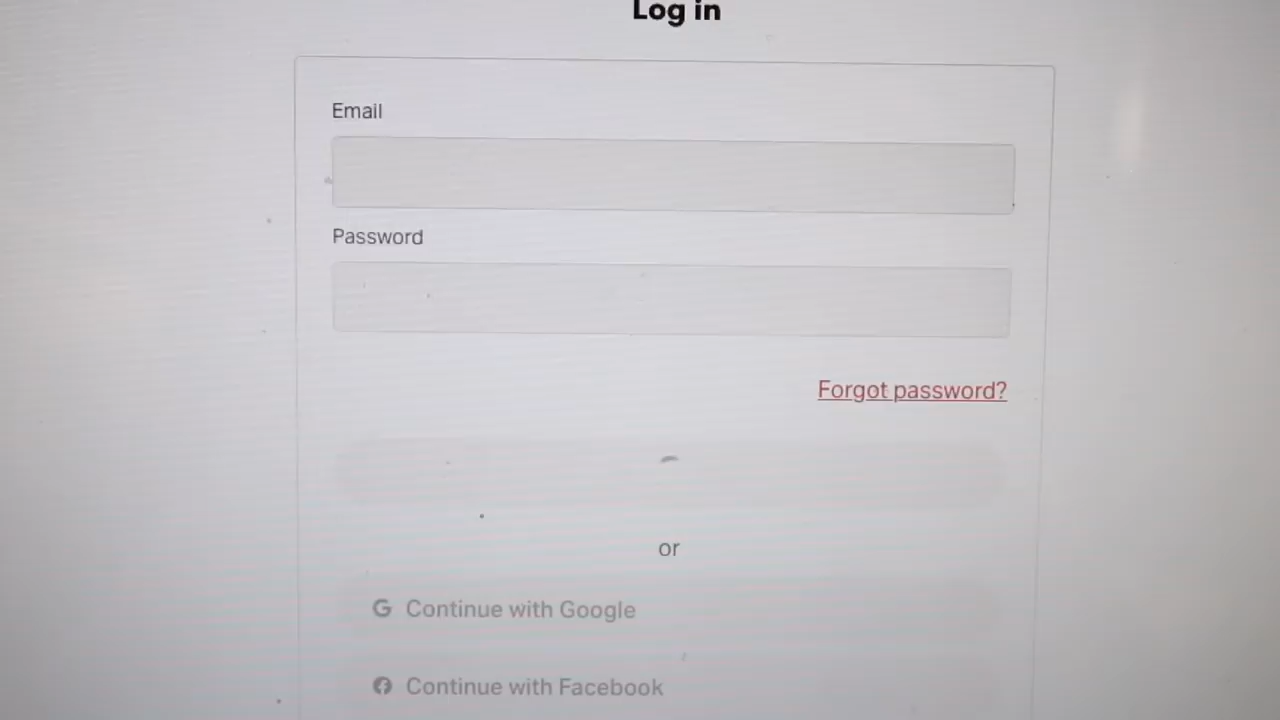 Log in
Email
Password
Forgot password?
or
Continue with Google
Continue with Facebook